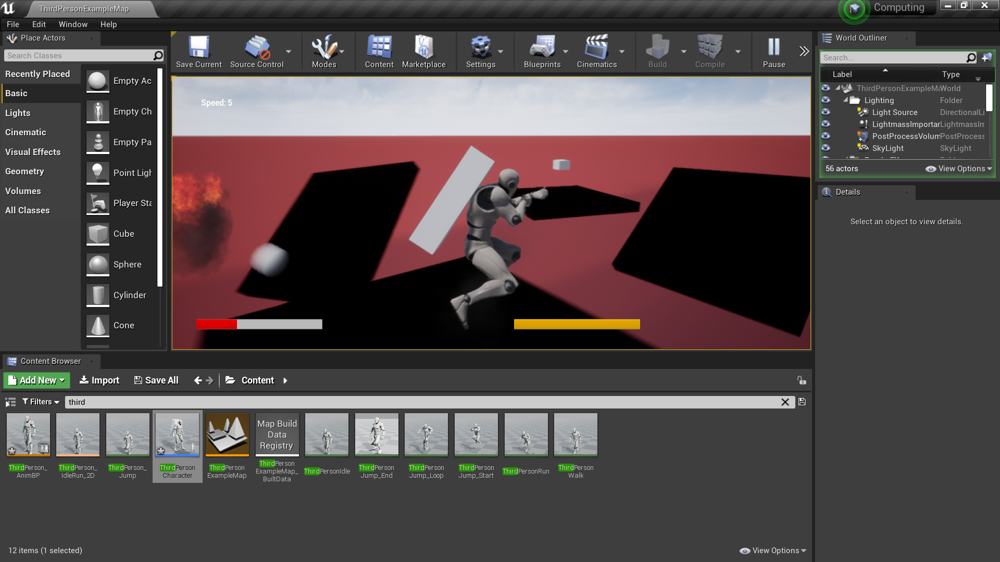 ThirdPersonExampleMap
Computing
File Edit Window Help
Place Actors
Search Classes
Recently Placed
Basic
Lights
Cinematic
Visual Effects
Geometry
Volumes
All Classes
Empty Ac
Empty Ch
Empty Pa
Point Ligh
Player Sta
Cube
Sphere
Cylinder
Cone
Save Current Source Control Modes Content Marketplace Settings Blueprints Cinematics Build Compile Pause
Speed: 5
World Outliner
Search...
Label Type
ThirdPersonExampleMa World
Lighting Folder
Light Source DirectionalLi
LightmassImportar LightmassIm
PostProcessVolum PostProcess
SkyLight SkyLight
56 actors View Options
Details
Select an object to view details.
Content Browser
Add New Import Save All Content
Filters third
Map Build
Data
Registry
ThirdPerson_
AnimBP
ThirdPerson_
IdleRun_2D
ThirdPerson_
Jump
ThirdPerson
Character
ThirdPerson
ExampleMap
ThirdPerson
ExampleMap_
BuiltData
ThirdPersonIdle
ThirdPerson
Jump_End
ThirdPerson
Jump_Loop
ThirdPerson
Jump_Start
ThirdPersonRun
ThirdPerson
Walk
12 items (1 selected) View Options